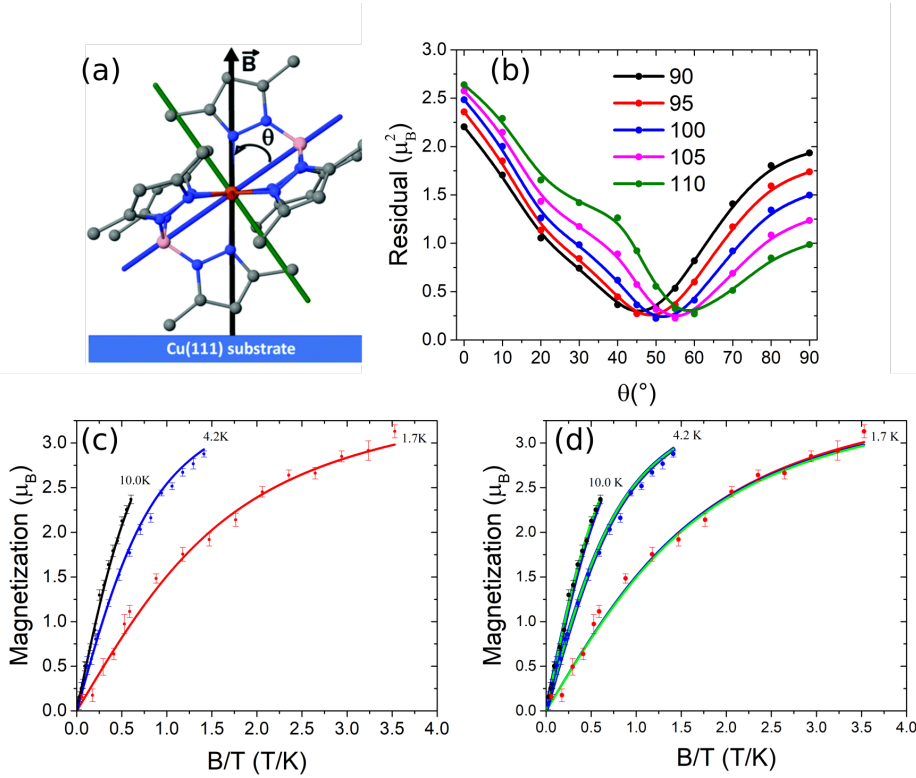 (a)
B
θ
Cu(111) substrate
(b)
Residual (μB²)
3.0
2.5
2.0
1.5
1.0
0.5
0.0
90
95
100
105
110
0 10 20 30 40 50 60 70 80 90
θ(°)
(c)
Magnetization (μB)
3.0
2.5
2.0
1.5
1.0
0.5
0.0
10.0K
4.2K
1.7K
0.0 0.5 1.0 1.5 2.0 2.5 3.0 3.5 4.0
B/T (T/K)
(d)
Magnetization (μB)
3.0
2.5
2.0
1.5
1.0
0.5
0.0
10.0 K
4.2 K
1.7 K
0.0 0.5 1.0 1.5 2.0 2.5 3.0 3.5 4.0
B/T (T/K)